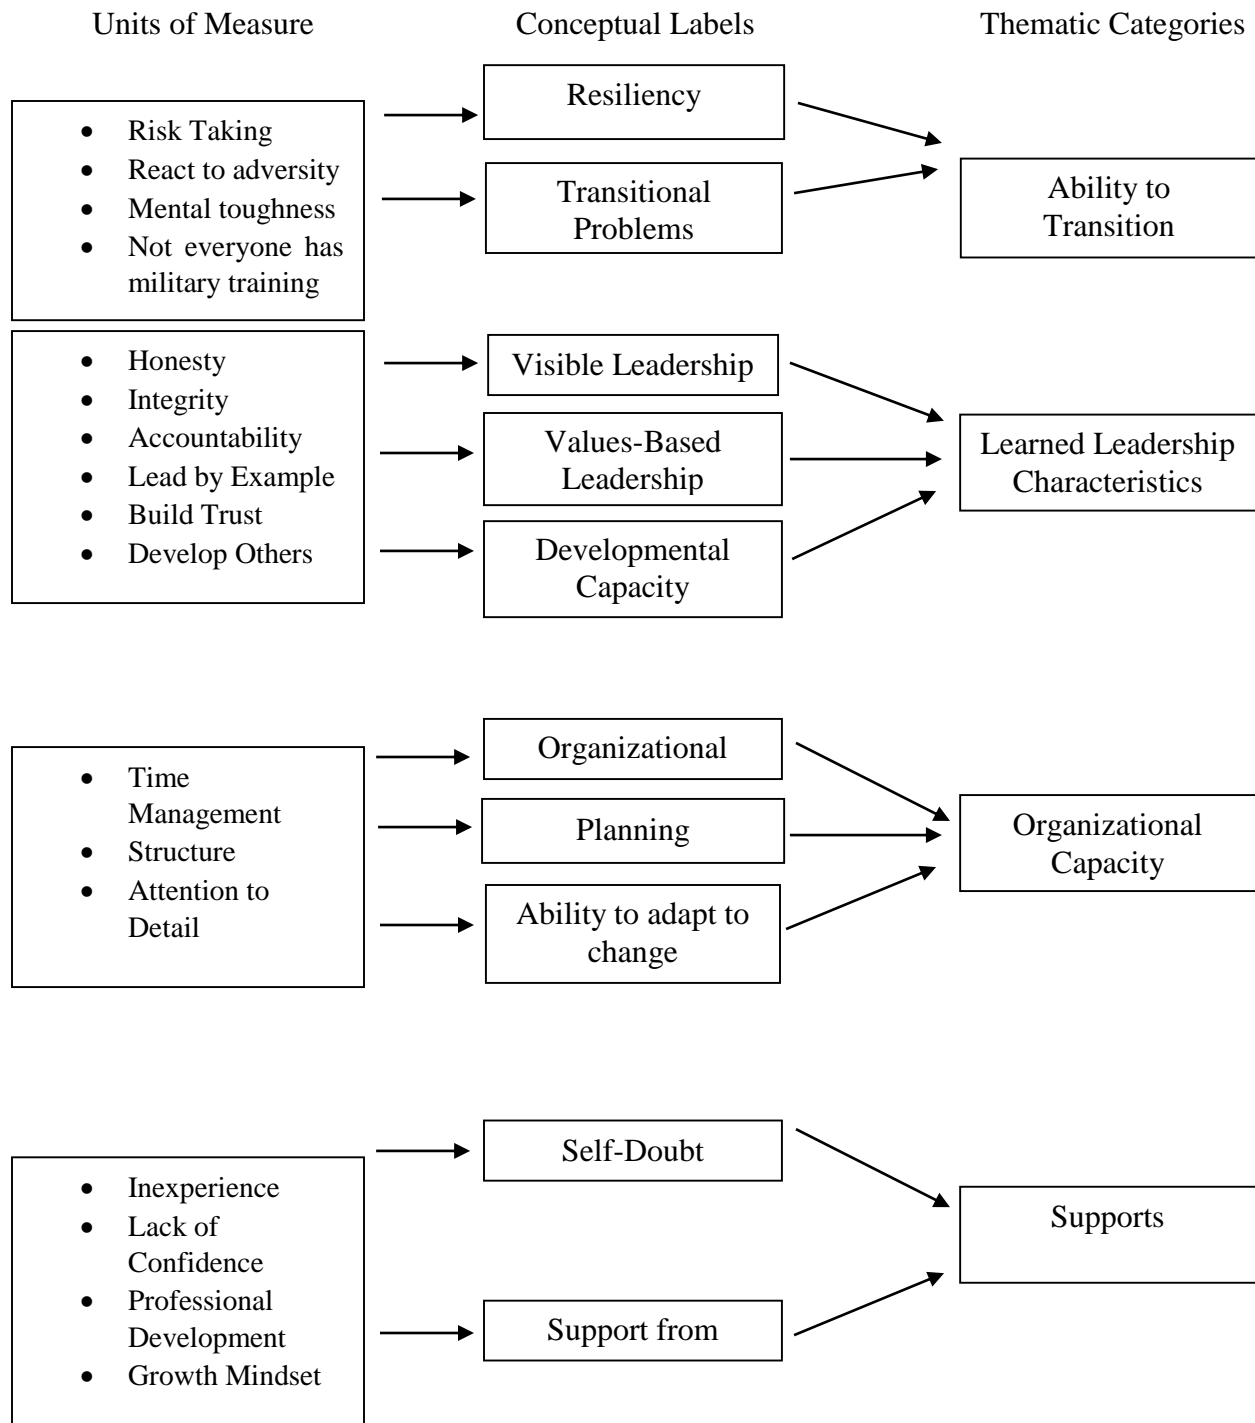 Units of Measure
Conceptual Labels
Thematic Categories
• Risk Taking
• React to adversity
• Mental toughness
• Not everyone has
military training
Resiliency
Transitional
Problems
Ability to
Transition
• Honesty
• Integrity
• Accountability
• Lead by Example
• Build Trust
• Develop Others
Visible Leadership
Values-Based
Leadership
Developmental
Capacity
Learned Leadership
Characteristics
• Time
Management
• Structure
• Attention to
Detail
Organizational
Planning
Ability to adapt to
change
Organizational
Capacity
• Inexperience
• Lack of
Confidence
• Professional
Development
• Growth Mindset
Self-Doubt
Support from
Supports